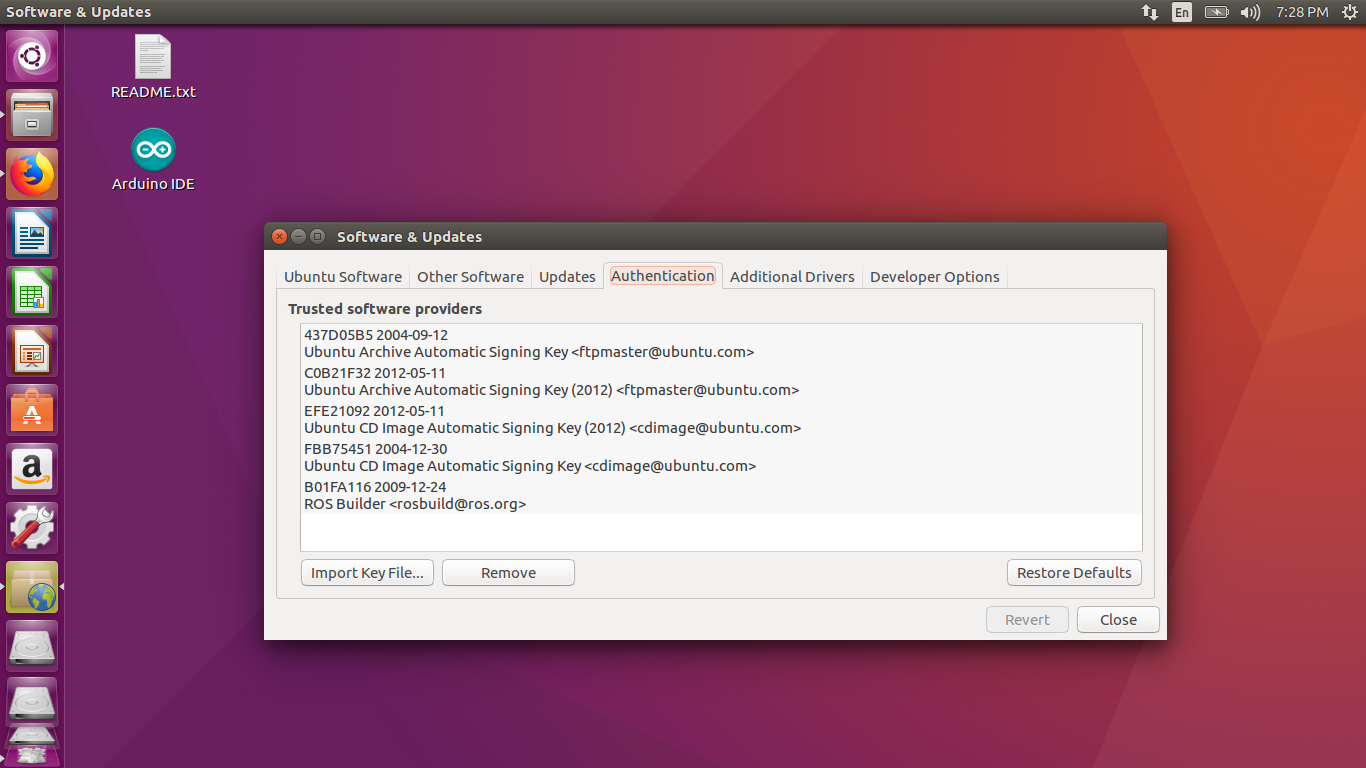 Software & Updates
En
7:28 PM
README.txt
Arduino IDE
Software & Updates
Ubuntu Software
Other Software
Updates
Authentication
Additional Drivers
Developer Options
Trusted software providers
437D05B5 2004-09-12
Ubuntu Archive Automatic Signing Key <ftpmaster@ubuntu.com>
C0B21F32 2012-05-11
Ubuntu Archive Automatic Signing Key (2012) <ftpmaster@ubuntu.com>
EFE21092 2012-05-11
Ubuntu CD Image Automatic Signing Key (2012) <cdimage@ubuntu.com>
FBB75451 2004-12-30
Ubuntu CD Image Automatic Signing Key <cdimage@ubuntu.com>
B01FA116 2009-12-24
ROS Builder <rosbuild@ros.org>
Import Key File...
Remove
Restore Defaults
Revert
Close